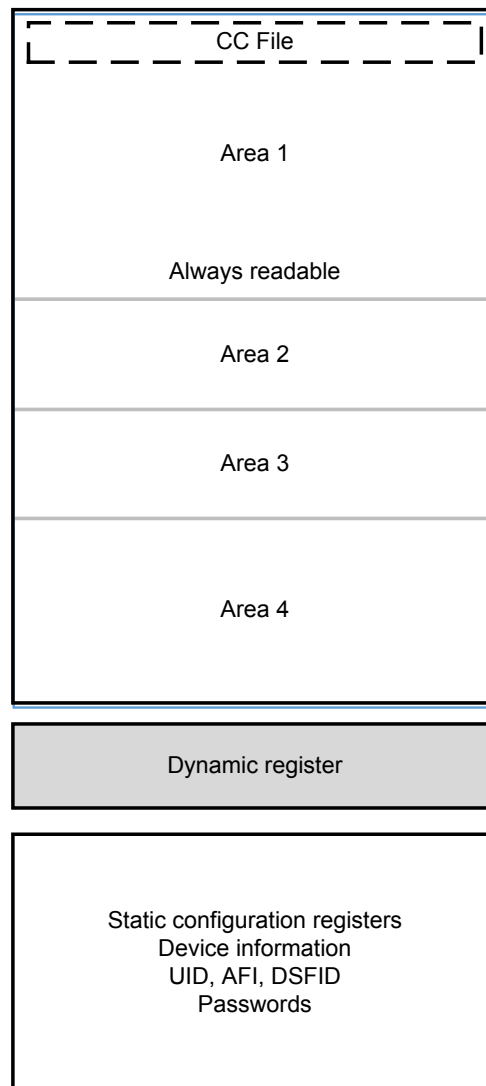 CC File
Area 1
Always readable
Area 2
Area 3
Area 4
Dynamic register
Static configuration registers
Device information
UID, AFI, DSFID
Passwords